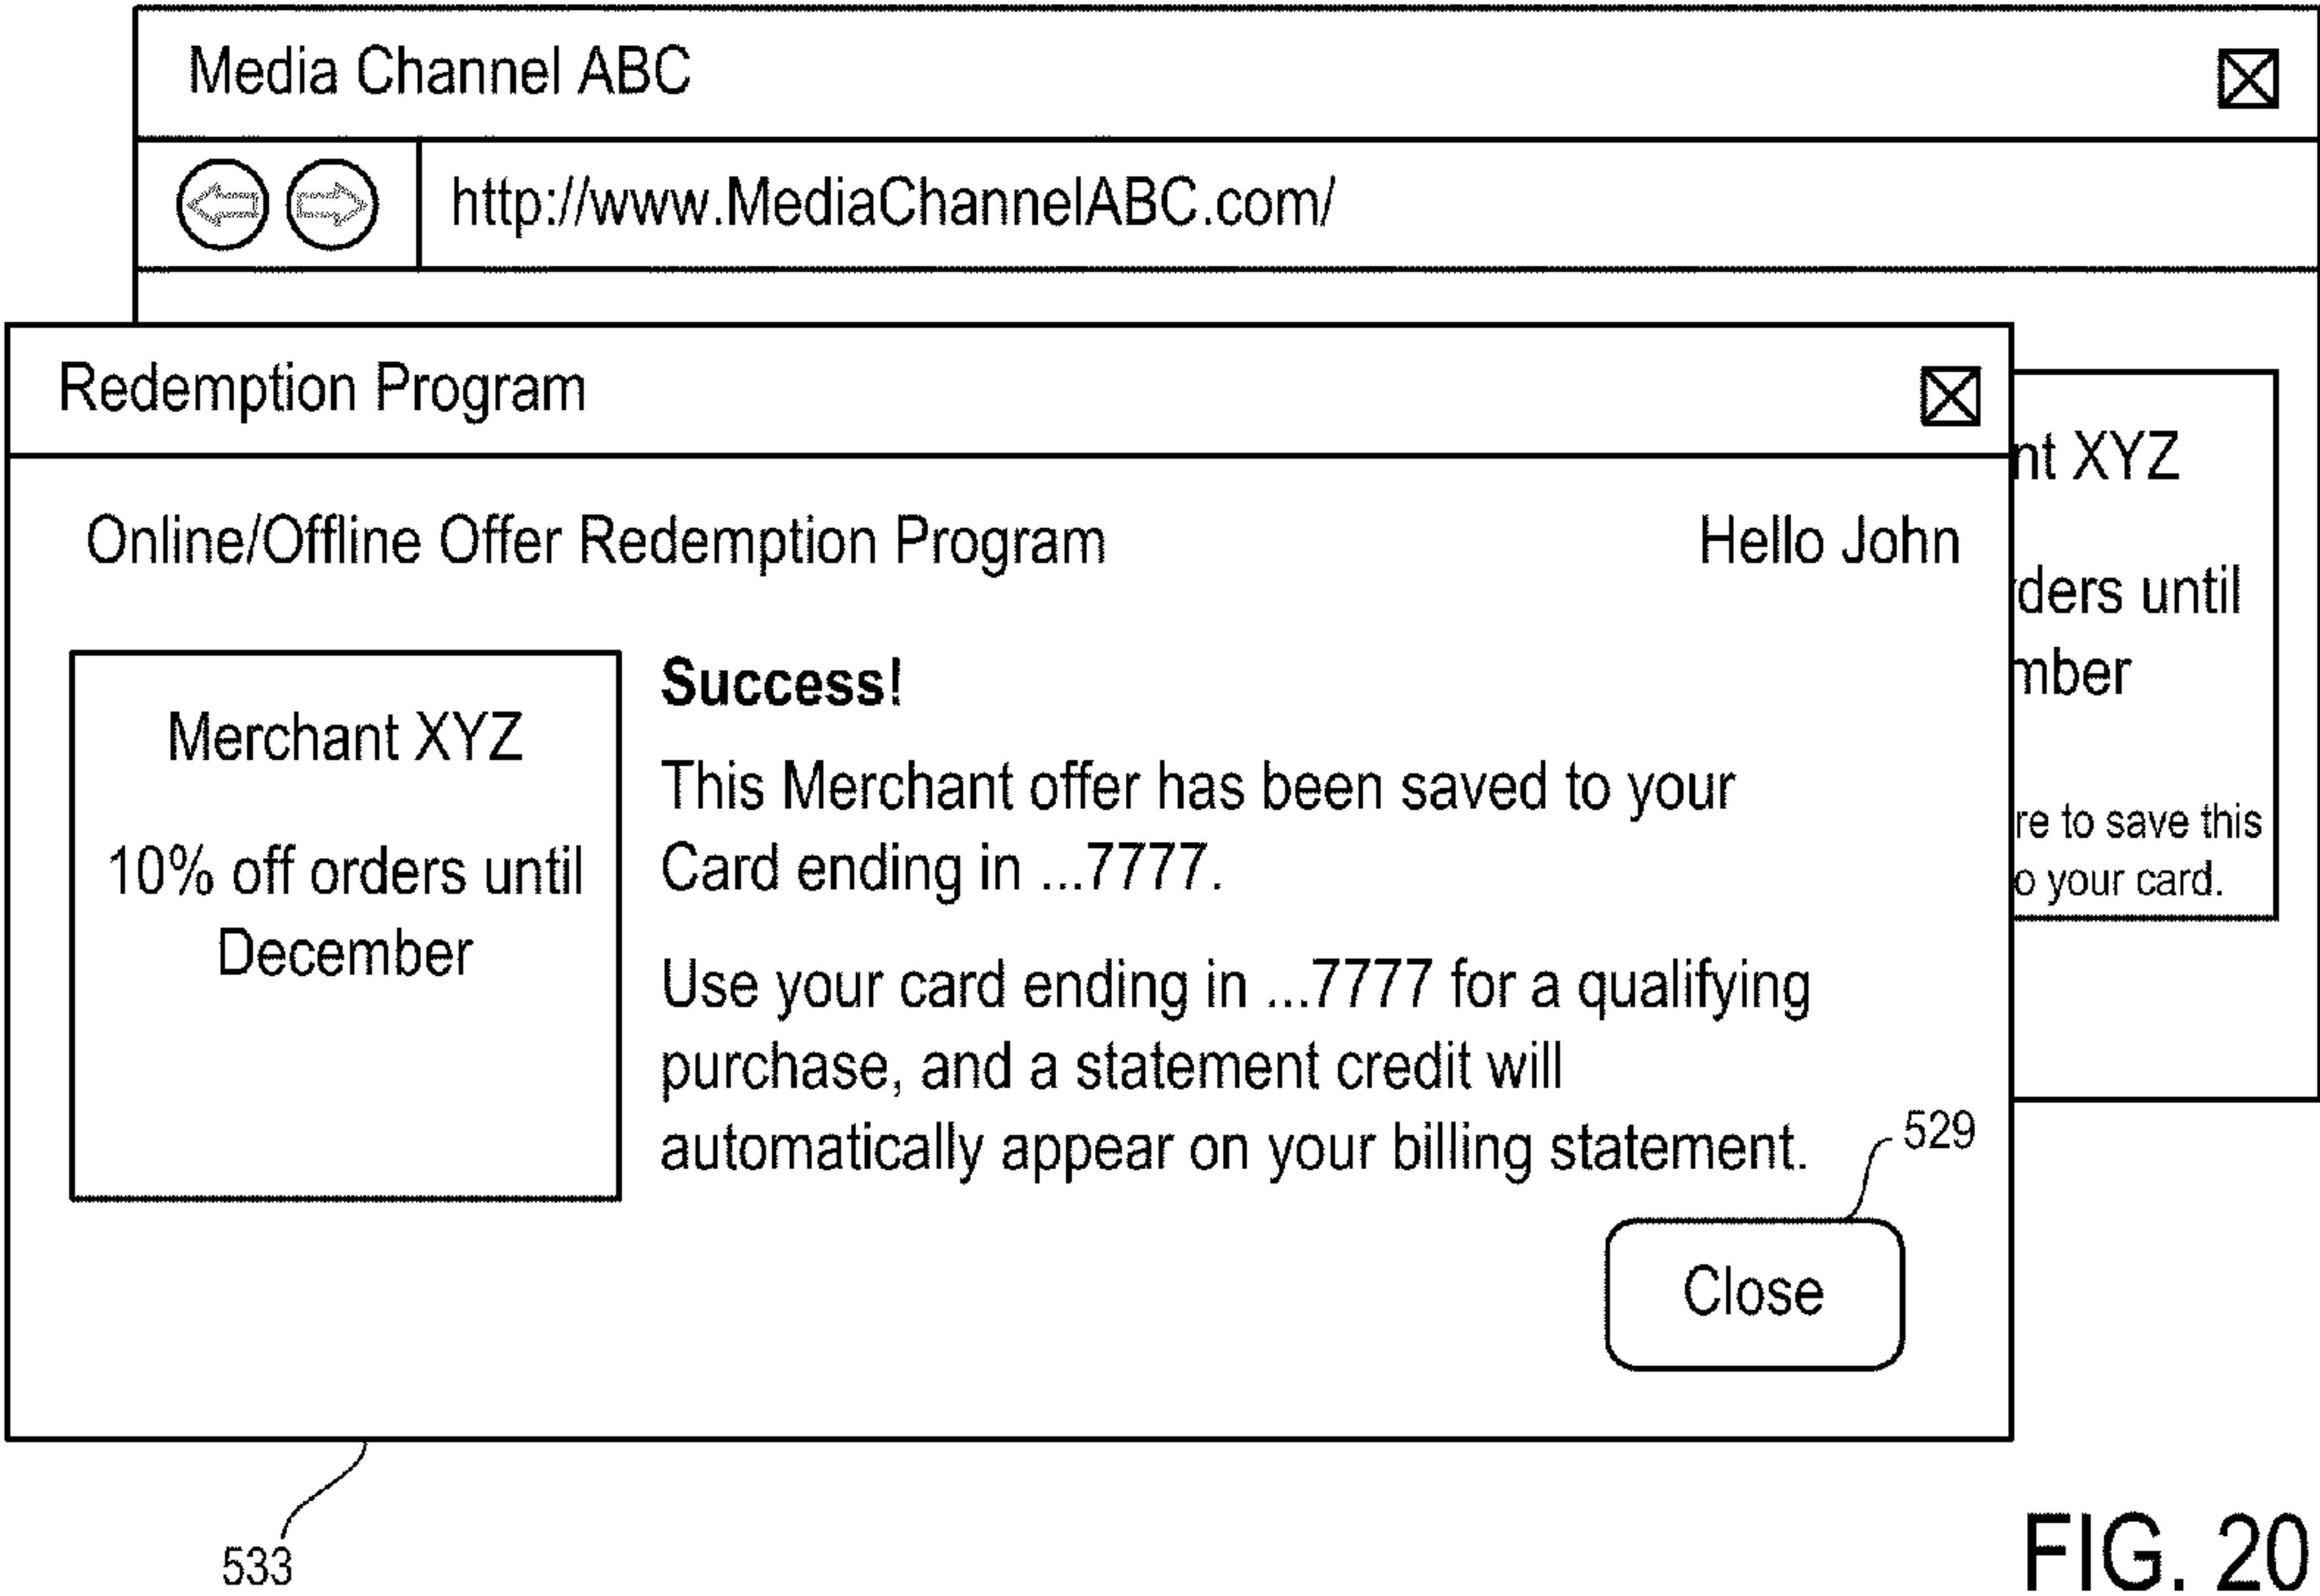 Media Channel ABC
http://www.MediaChannelABC.com/
Redemption Program
Online/Offline Offer Redemption Program
Hello John
Merchant XYZ
10% off orders until
December
Success!
This Merchant offer has been saved to your
Card ending in ...7777.
Use your card ending in ...7777 for a qualifying
purchase, and a statement credit will
automatically appear on your billing statement.
529
Close
nt XYZ
ders until
mber
re to save this
o your card.
533
FIG. 20